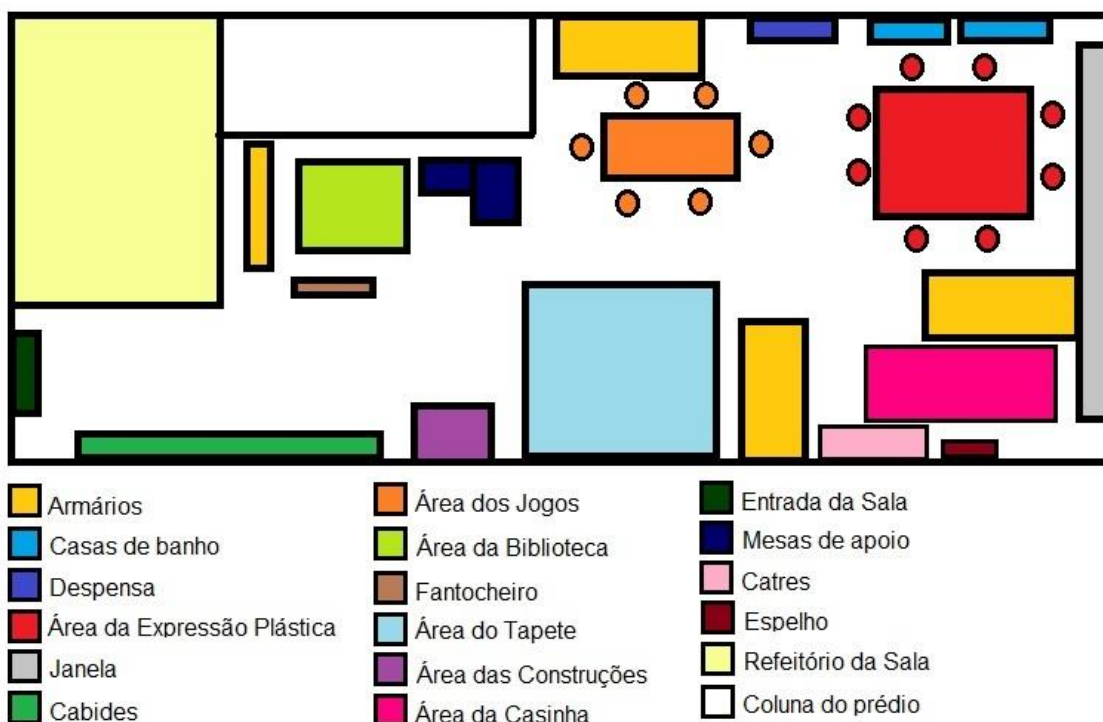 Armários
Casas de banho
Despensa
Área da Expressão Plástica
Janela
Cabides
Área dos Jogos
Área da Biblioteca
Fantocheiro
Área do Tapete
Área das Construções
Área da Casinha
Entrada da Sala
Mesas de apoio
Catres
Espelho
Refeitório da Sala
Coluna do prédio